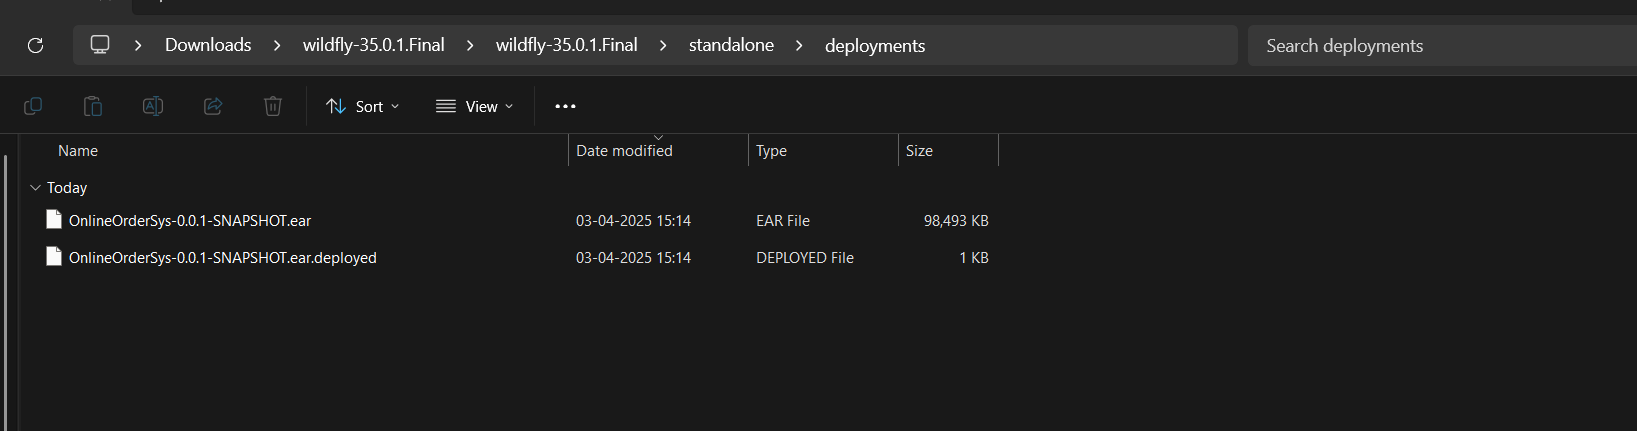 Downloads > wildfly-35.0.1.Final > wildfly-35.0.1.Final > standalone > deployments
Search deployments
Sort View •••
Name Date modified Type Size
Today
OnlineOrderSys-0.0.1-SNAPSHOT.ear 03-04-2025 15:14 EAR File 98,493 KB
OnlineOrderSys-0.0.1-SNAPSHOT.ear.deployed 03-04-2025 15:14 DEPLOYED File 1 KB